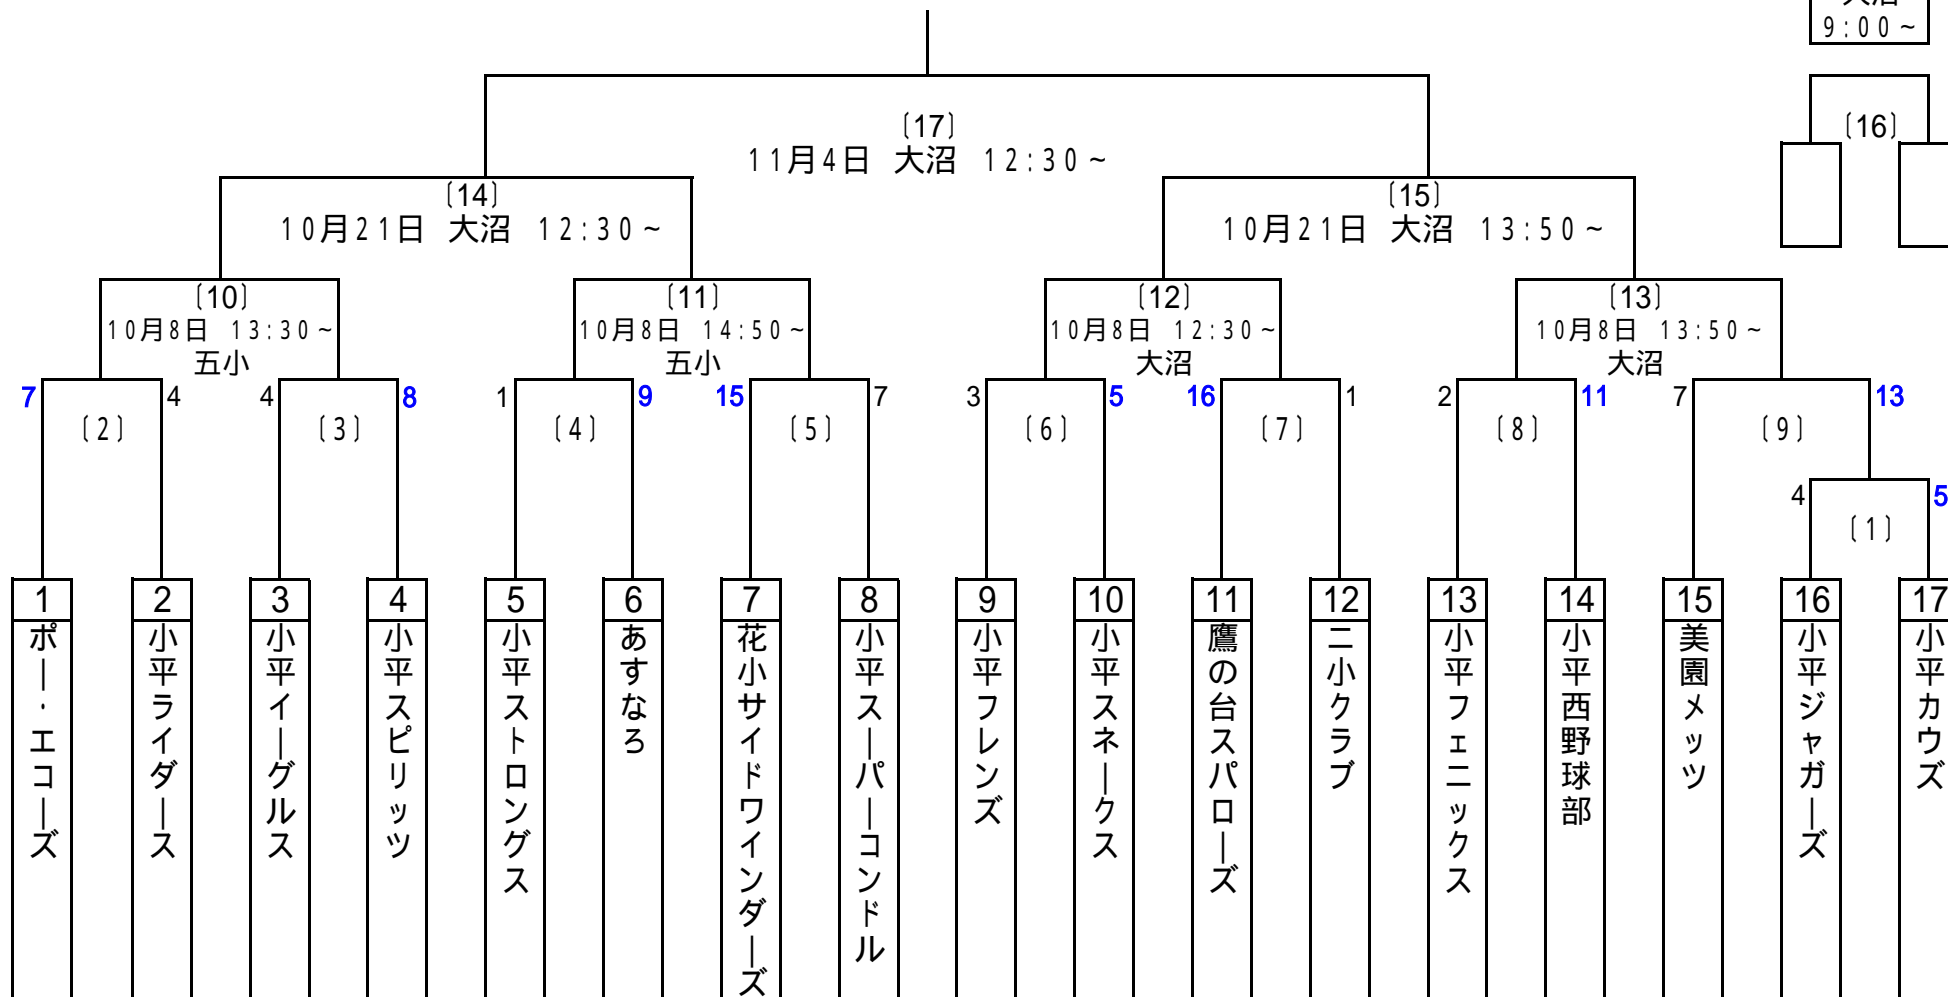 9:00~
〔17〕
〔16〕
11月4日 大沼 12:30~
〔14〕
〔15〕
10月21日 大沼 12:30~
10月21日 大沼 13:50~
〔10〕
〔11〕
〔12〕
〔13〕
10月8日 13:30~
10月8日 14:50~
10月8日 12:30~
10月8日 13:50~
五小
五小
大沼
大沼
7 4 4 8 1 9 15 7 3 5 16 1 2 11 7 13
〔2〕 〔3〕 〔4〕 〔5〕 〔6〕 〔7〕 〔8〕 〔9〕
4 5
〔1〕
1 2 3 4 5 6 7 8 9 10 11 12 13 14 15 16 17
ポー・エコーズ
小平ライダース
小平イーグルス
小平スピリッツ
小平ストロングス
あすなろ
花小サイドワインダーズ
小平スーパーコンドル
小平フレンズ
小平スネークス
鷹の台スパローズ
二小クラブ
小平フェニックス
小平西野球部
美園メッツ
小平ジャガーズ
小平カウズ